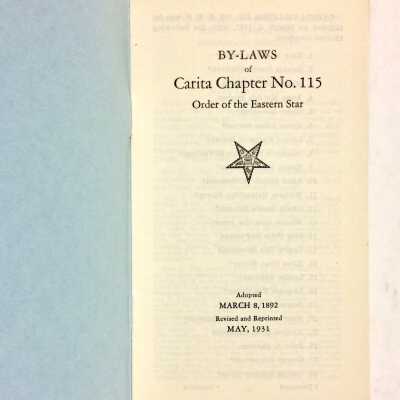 BY-LAWS
of
Carita Chapter No. 115
Order of the Eastern Star
Adopted
MARCH 8, 1892
Revised and Reprinted
MAY, 1931